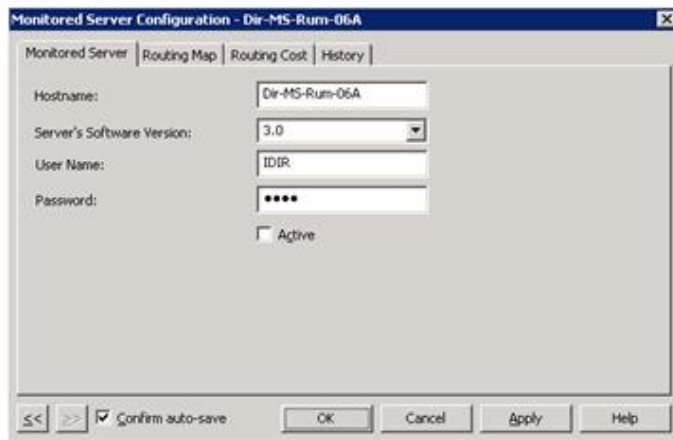 Monitored Server Configuration - Dir-MS-Rum-06A
Monitored Server Routing Map Routing Cost History
Hostname: Dir-MS-Rum-06A
Server's Software Version: 3.0
User Name: IDIR
Password: ●●●●
Active
<< >> Confirm auto-save OK Cancel Apply Help